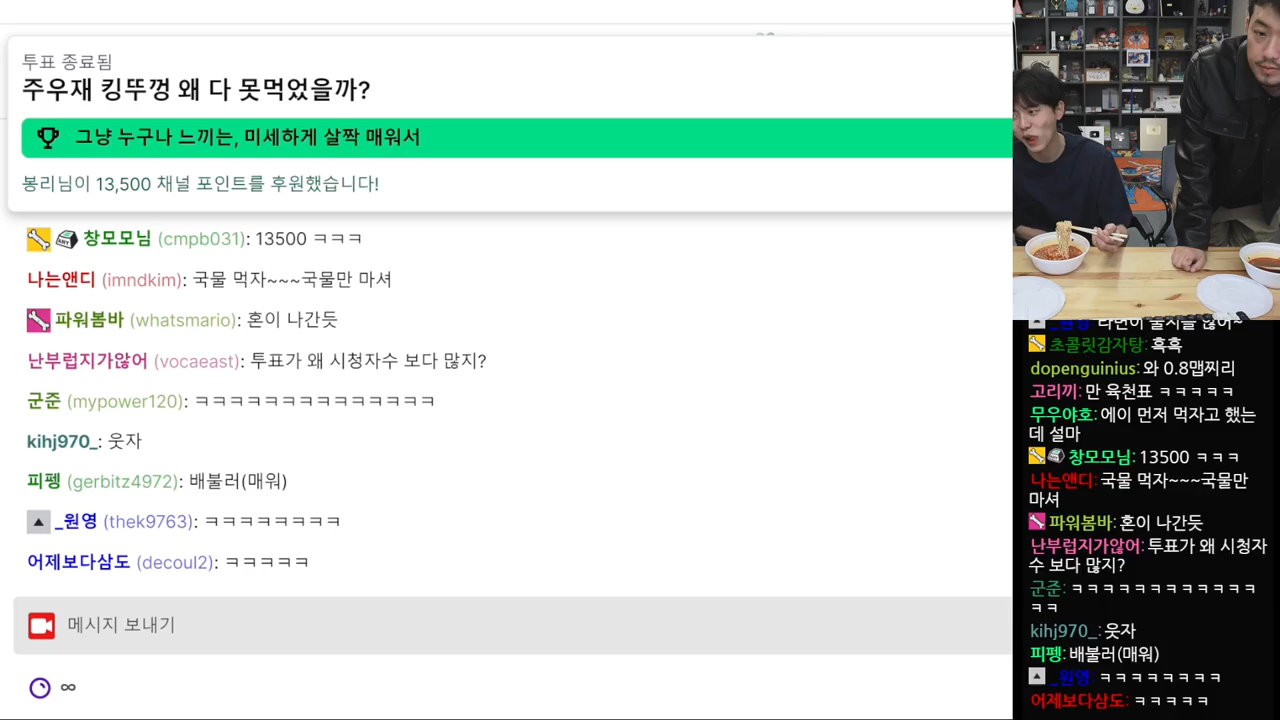 투표 종료됨
주우재 킹뚜껑 왜 다 못먹었을까?
그냥 누구나 느끼는, 미세하게 살짝 매워서
봉리님이 13,500 채널 포인트를 후원했습니다!
창모모님 (cmpb031): 13500 ㅋㅋㅋ
나는앤디 (imndkim): 국물 먹자~~~국물만 마셔
파워봄바 (whatsmario): 혼이 나간듯
난부럽지가않어 (vocaeast): 투표가 왜 시청자수 보다 많지?
군준 (mypower120): ㅋㅋㅋㅋㅋㅋㅋㅋㅋㅋㅋㅋㅋㅋ
kihj970_: 웃자
피펭 (gerbitz4972): 배불러(매워)
_원영 (thek9763): ㅋㅋㅋㅋㅋㅋㅋㅋ
어제보다삼도 (decoul2): ㅋㅋㅋㅋㅋ
메시지 보내기
∞
_원영 라면이 줄지를 않어~
초콜릿감자탕: 흑흑
dopenguinius: 와 0.8맵찌리
고리끼: 만 육천표 ㅋㅋㅋㅋㅋ
무우야호: 에이 먼저 먹자고 했는
데 설마
창모모님: 13500 ㅋㅋㅋ
나는앤디: 국물 먹자~~~국물만
마셔
파워봄바: 혼이 나간듯
난부럽지가않어: 투표가 왜 시청자
수 보다 많지?
군준: ㅋㅋㅋㅋㅋㅋㅋㅋㅋㅋㅋㅋ
ㅋㅋ
kihj970_: 웃자
피펭: 배불러(매워)
_원영 ㅋㅋㅋㅋㅋㅋㅋㅋ
어제보다삼도: ㅋㅋㅋㅋㅋ